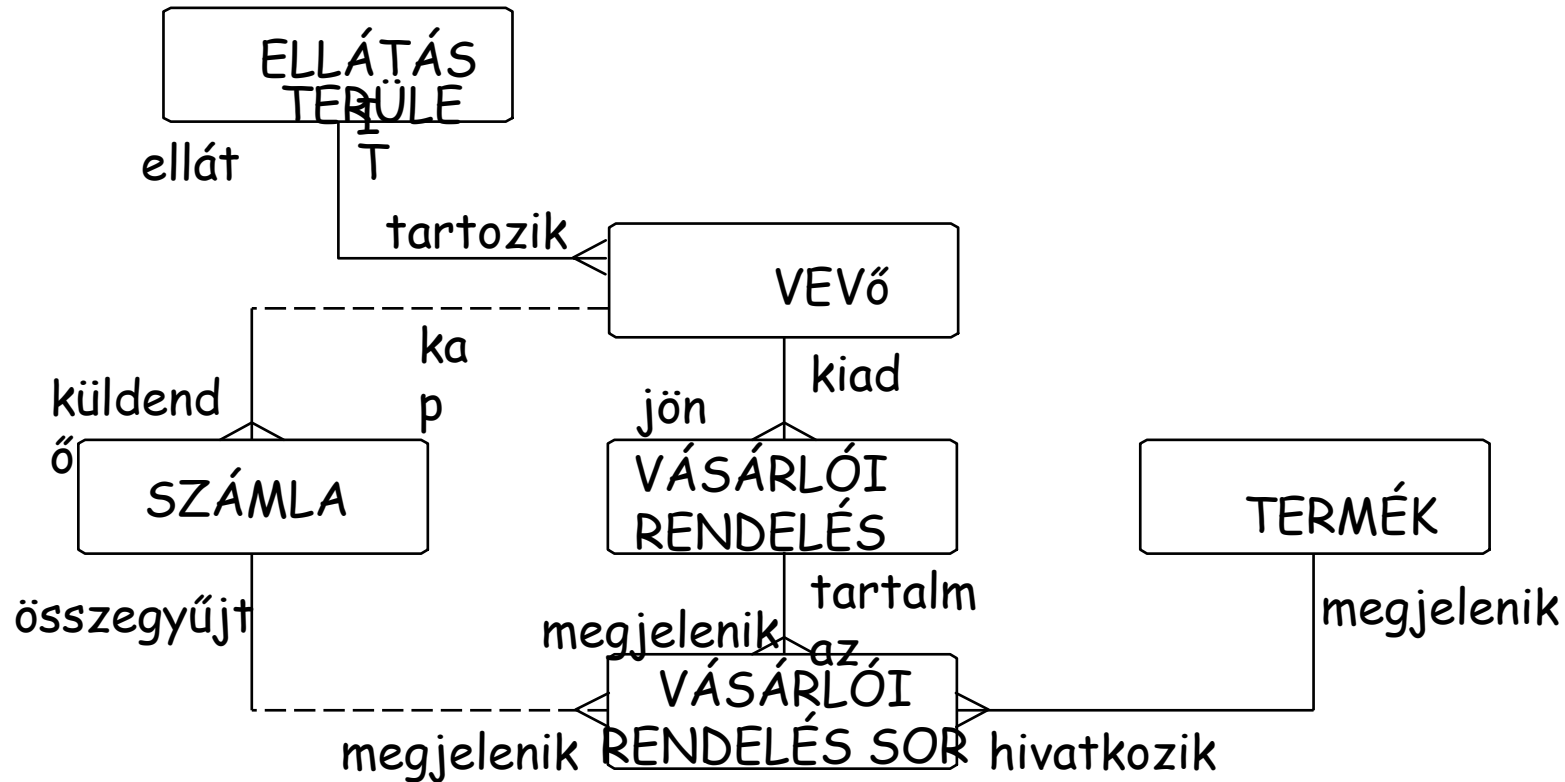 ELLÁTÁS
TERÜLE
I
T
ellát
tartozik
VEVő
ka
p
kiad
küldend
ő
jön
SZÁMLA
VÁSÁRLÓI
RENDELÉS
TERMÉK
összegyűjt
tartalm
az
megjelenik
megjelenik
VÁSÁRLÓI
RENDELÉS SOR
megjelenik
hivatkozik